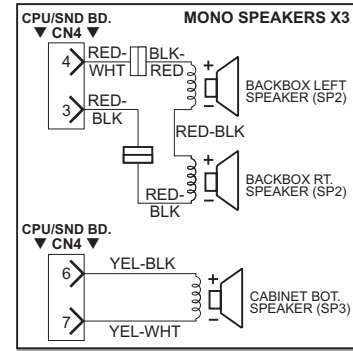 CPU/SND BD.
▼ CN4 ▼
MONO SPEAKERS X3
4
RED-
WHT
BLK-
RED
+
–
BACKBOX LEFT
SPEAKER (SP2)
3
RED-
BLK
RED-BLK
+
–
BACKBOX RT.
SPEAKER (SP2)
RED-
BLK
CPU/SND BD.
▼ CN4 ▼
6
YEL-BLK
+
–
CABINET BOT.
SPEAKER (SP3)
7
YEL-WHT